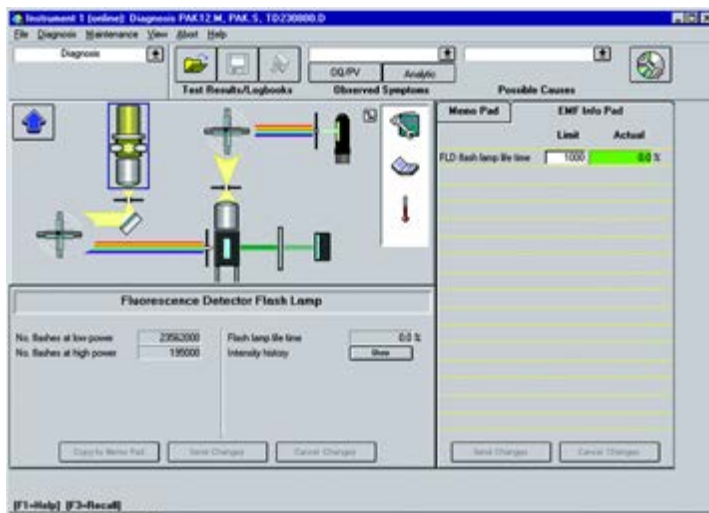 Instrument 1 (online): Diagnosis PAK12.M, PAK.S, TD230000.D
File Diagnosis Maintenance View Abort Help
Diagnosis
OQ/PV Analytic
Test Results/Logbooks Observed Symptoms Possible Causes
Memo Pad EMF Info Pad
Limit Actual
FLD flash lamp life time 1000 0.0 %
Fluorescence Detector Flash Lamp
No. flashes at low power 23562000 Flash lamp life time 0.0 %
No. flashes at high power 195000 Intensity history Show
Copy to Memo Pad Save Changes Cancel Changes Send Changes Cancel Changes
[F1=Help] [F3=Recall]